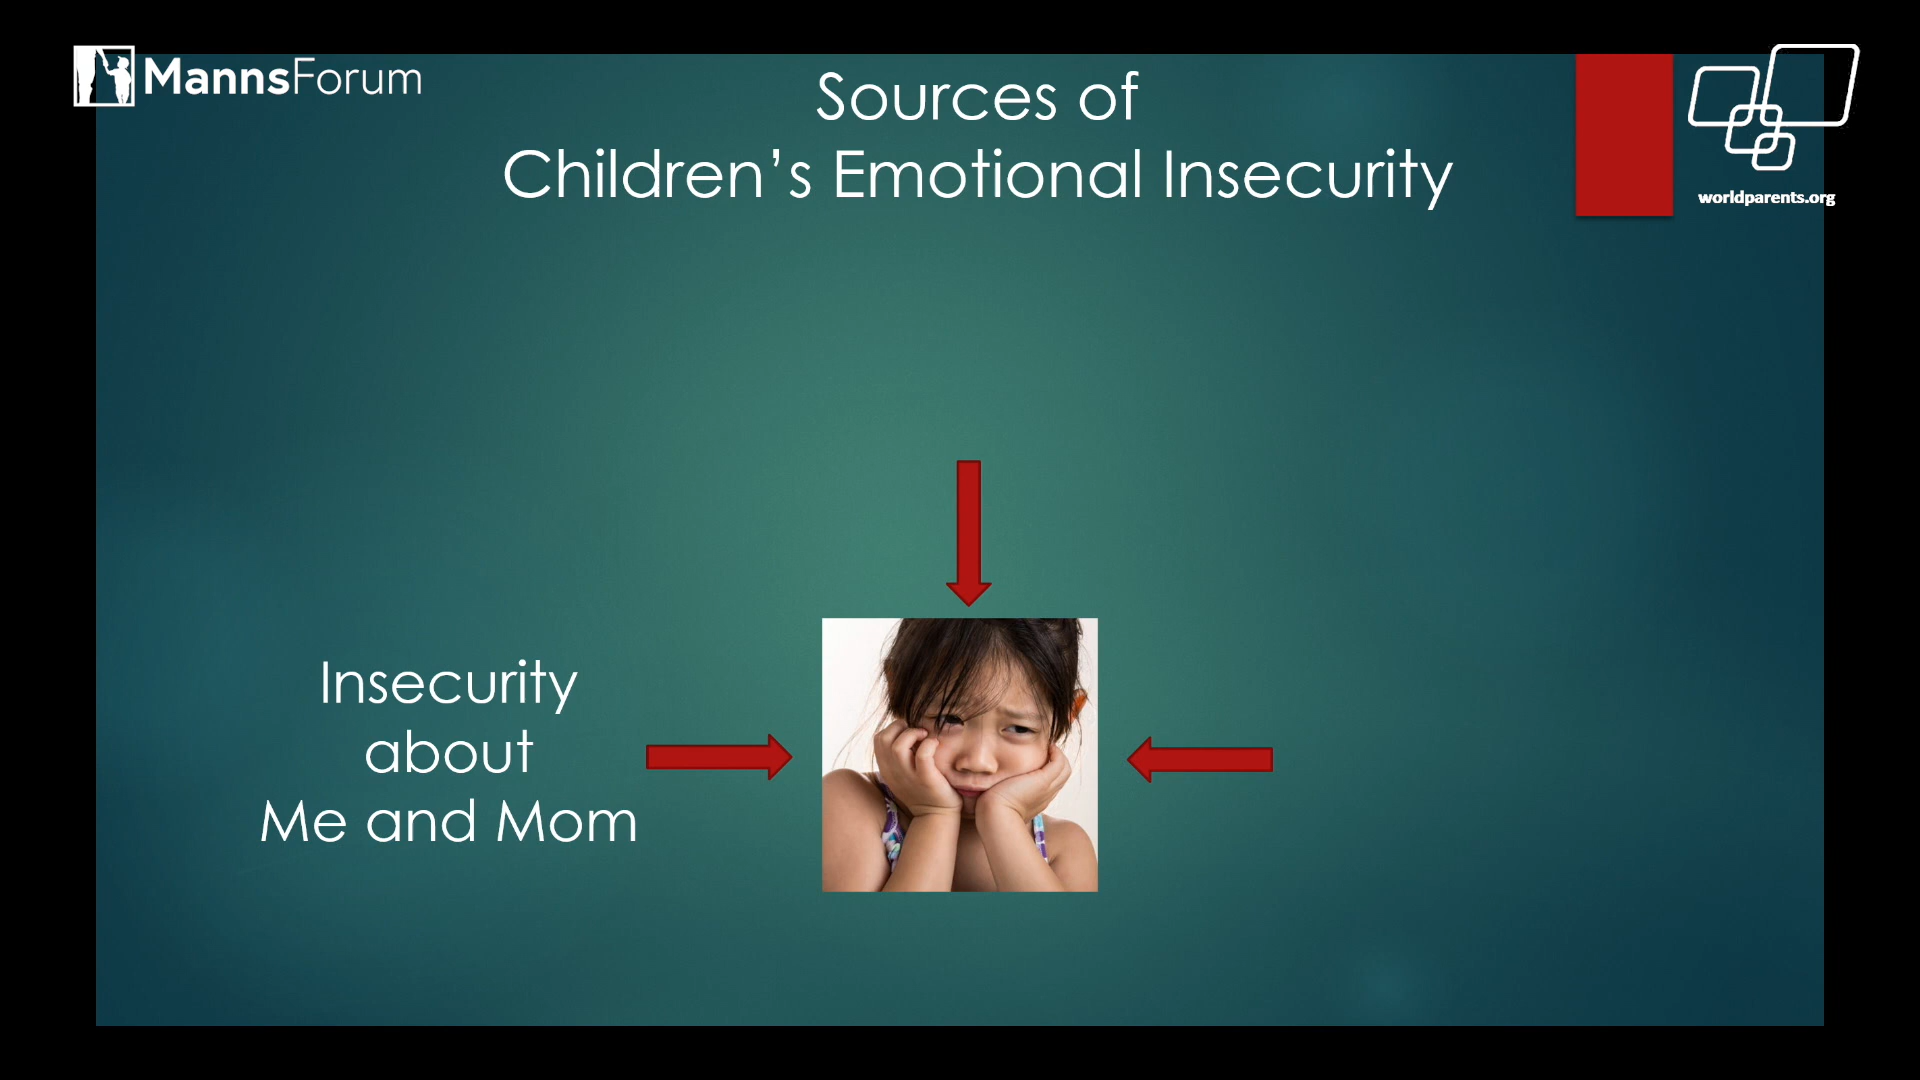 MannsForum
Sources of
Children's Emotional Insecurity
worldparents.org
Insecurity
about
Me and Mom